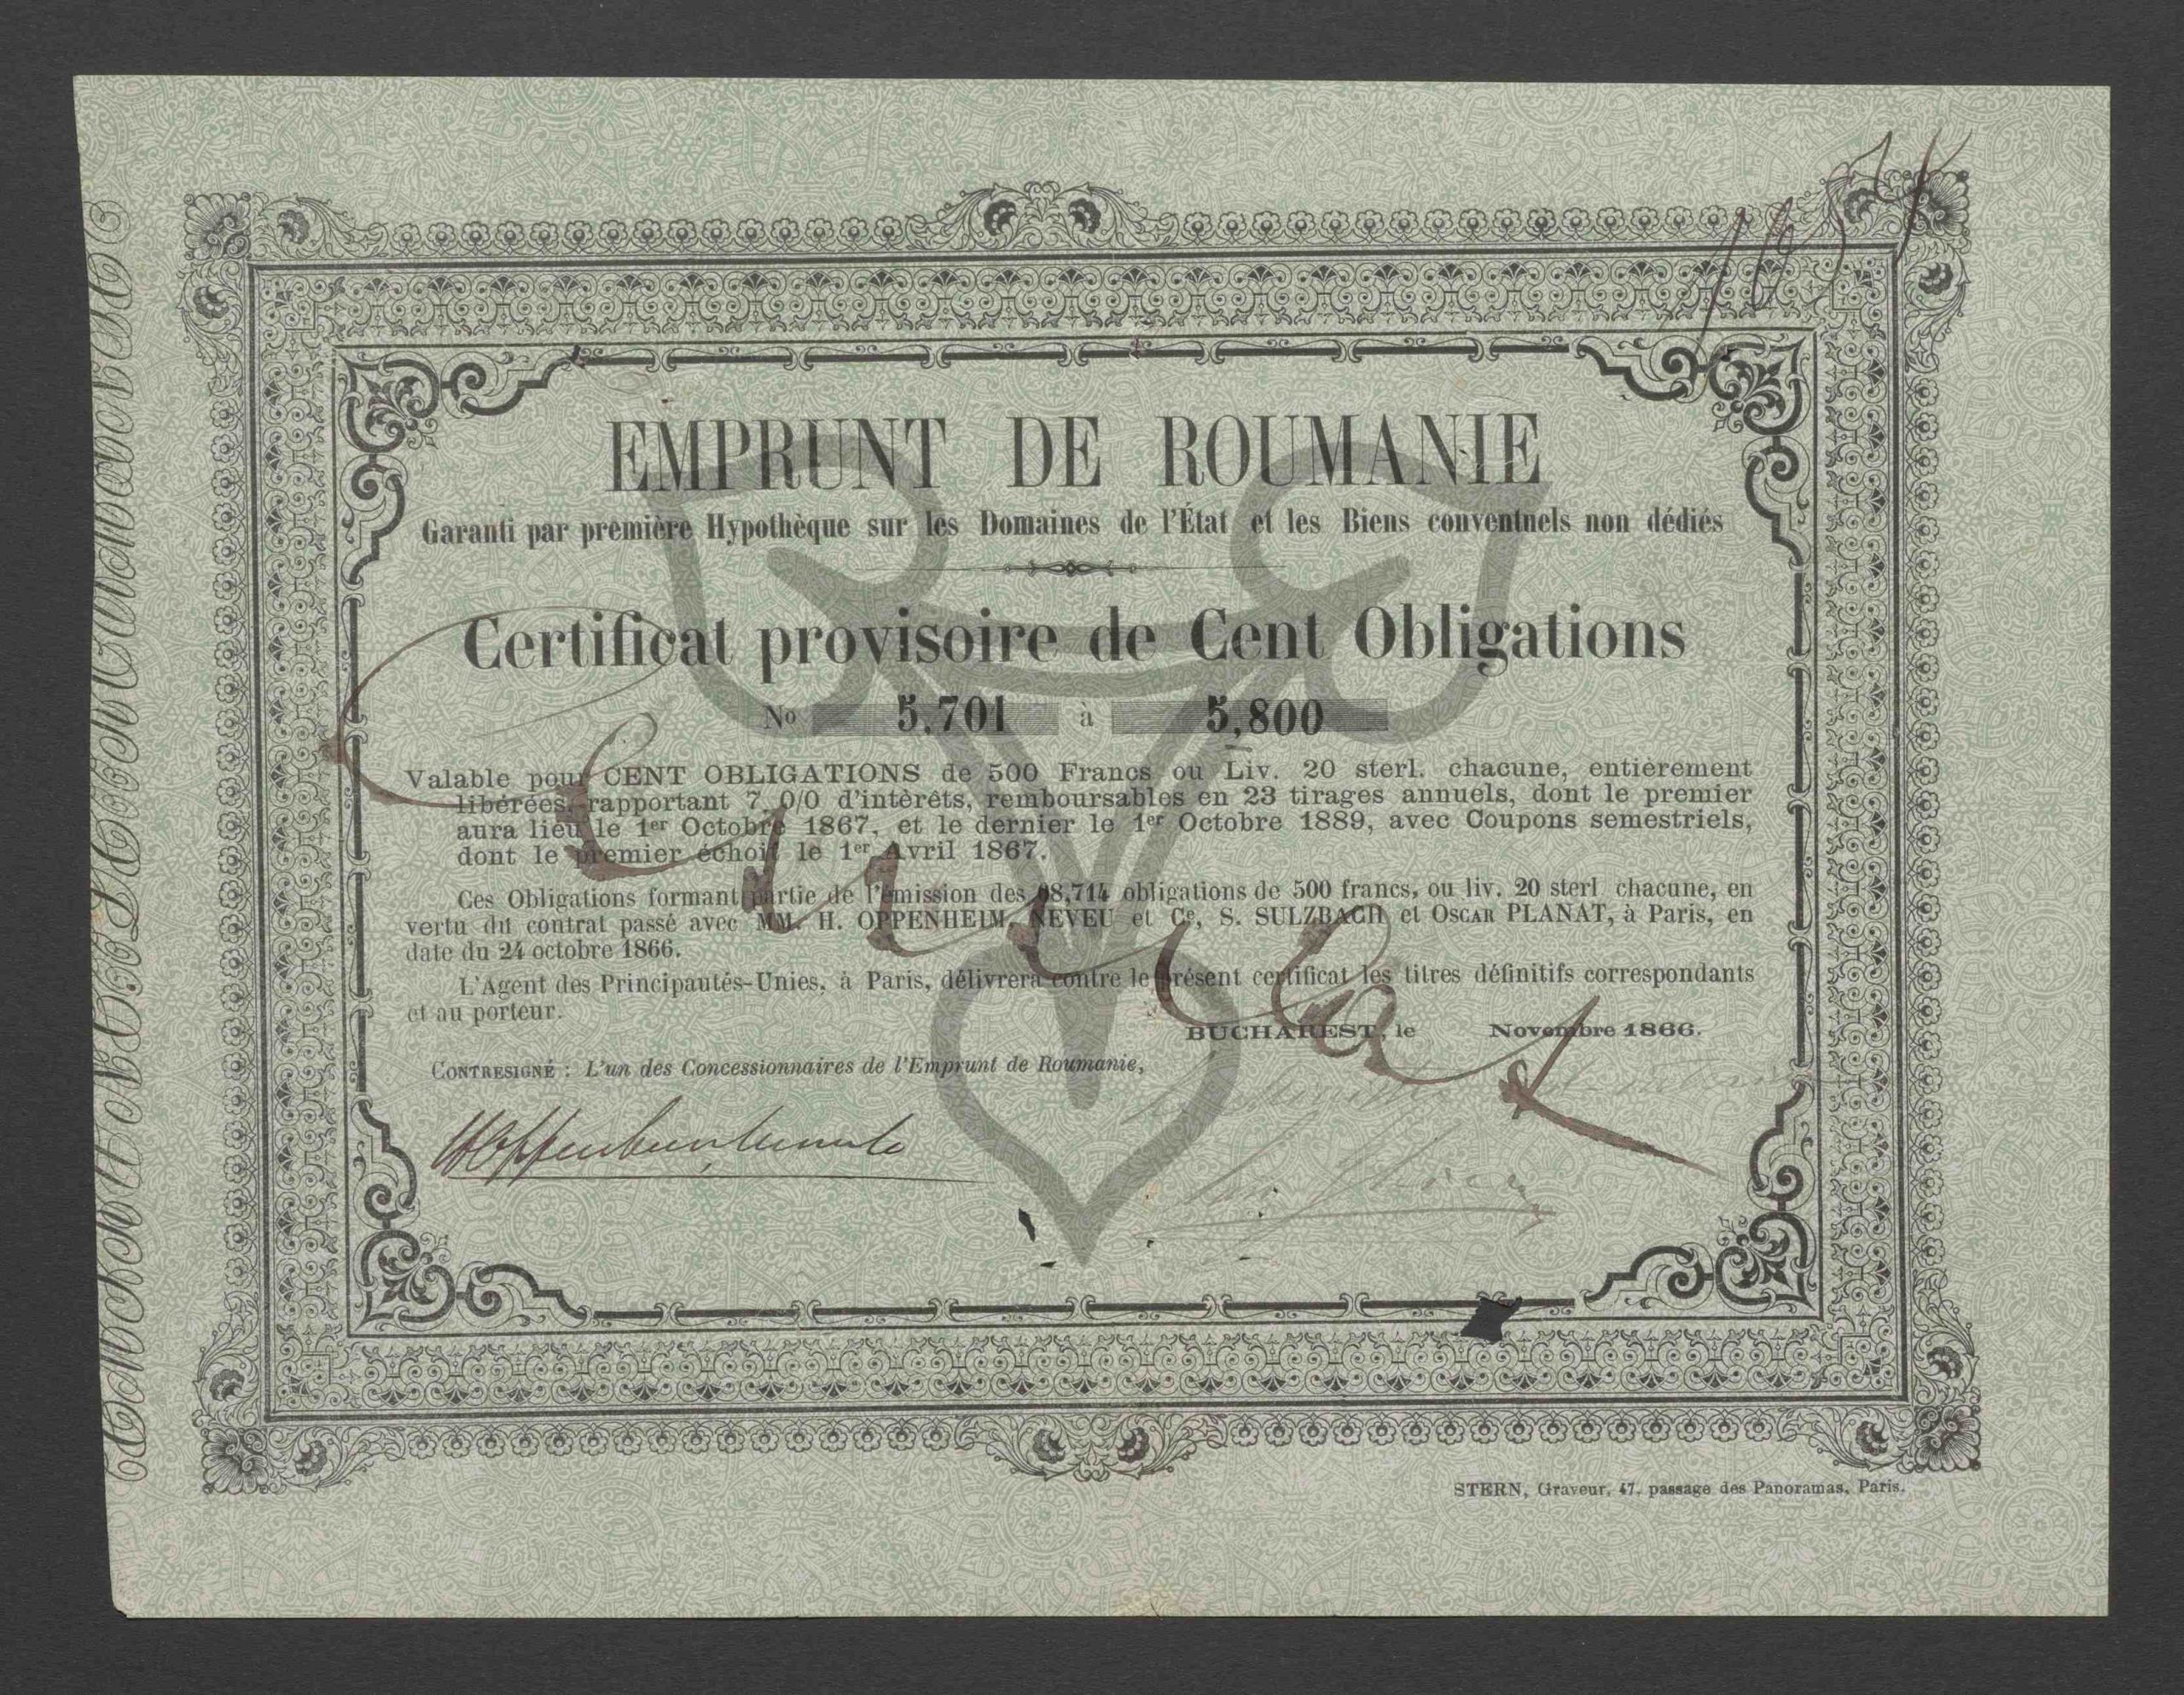 EMPRUNT DE ROUMANIE
Garanti par première Hypothèque sur les Domaines de l'État et les Biens conventuels non dédiés
Certificat provisoire de Cent Obligations
No 5,701 à 5,800
Valable pour CENT OBLIGATIONS de 500 Francs ou Liv. 20 sterl. chacune, entièrement
libérées, rapportant 7 0/0 d'intérêts, remboursables en 23 tirages annuels, dont le premier
aura lieu le 1er Octobre 1867, et le dernier le 1er Octobre 1889, avec Coupons semestriels,
dont le premier échoit le 1er Avril 1867.
Ces Obligations formant partie de l'émission des 98,714 obligations de 500 francs, ou liv. 20 sterl chacune, en
vertu du contrat passé avec MM. H. OPPENHEIM, NEVEU et Ce, S. SULZBACH et OSCAR PLANAT, à Paris, en
date du 24 octobre 1866.
L'Agent des Principautés-Unies, à Paris, délivrera contre le présent certificat les titres définitifs correspondants
et au porteur.
BUCHAREST, le Novembre 1866.
CONTRESIGNÉ : L'un des Concessionnaires de l'Emprunt de Roumanie,
STERN, Graveur, 47, passage des Panoramas, Paris.